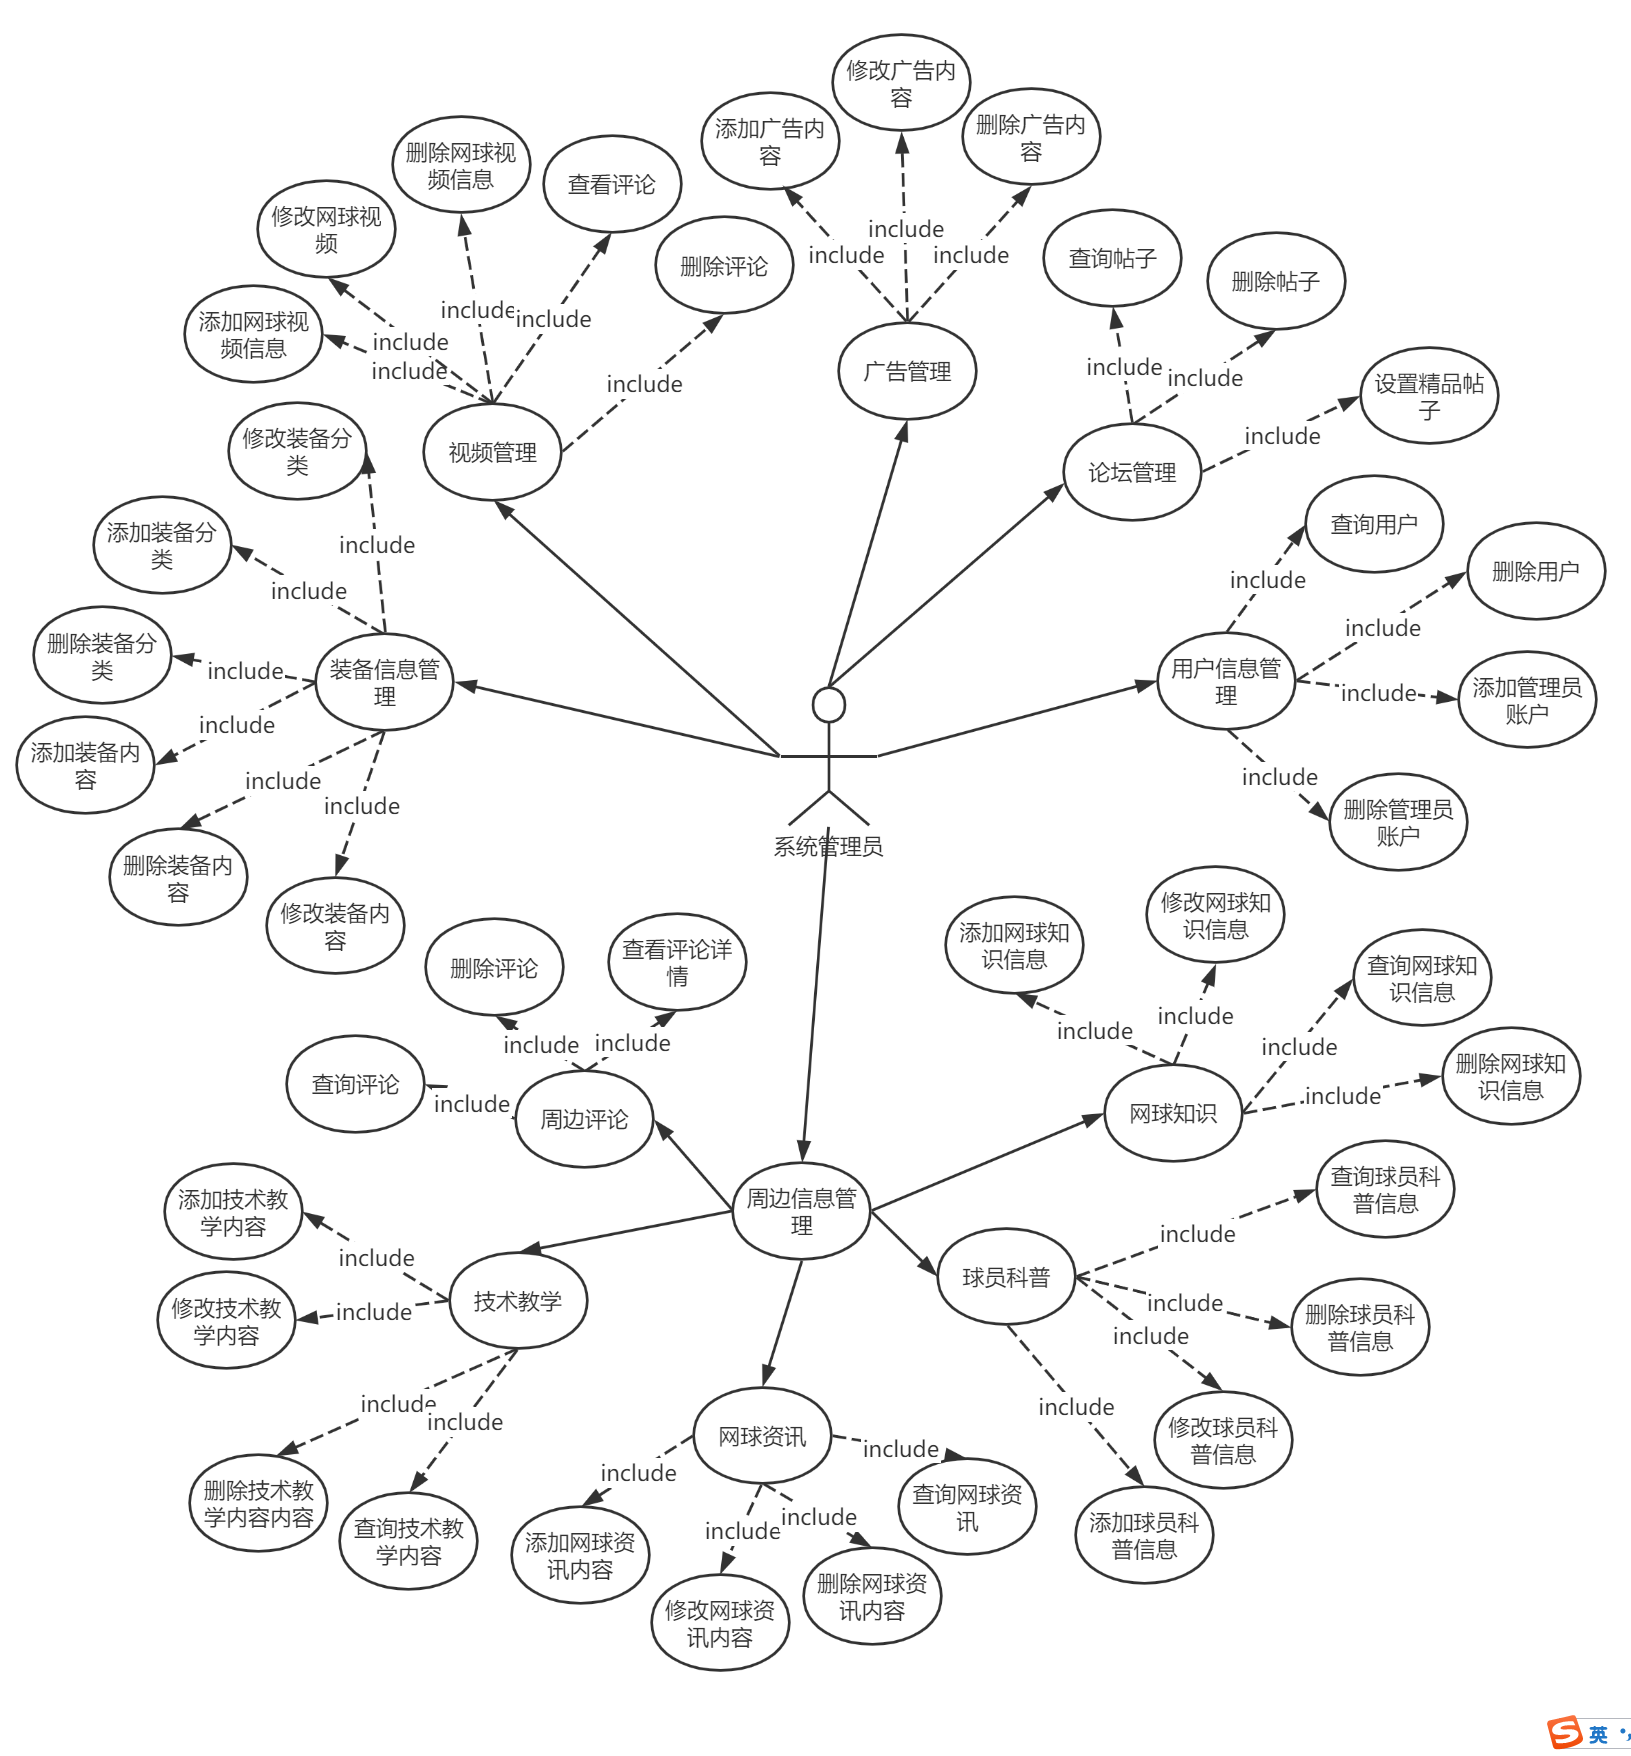 修改广告内
容
添加广告内
容
删除广告内
容
删除网球视
频信息
查看评论
修改网球视
频
删除评论
添加网球视
频信息
include
include
include
include
include
include
include
include
查询帖子
删除帖子
设置精品帖
子
广告管理
视频管理
论坛管理
include
include
include
修改装备分
类
添加装备分
类
删除装备分
类
添加装备内
容
删除装备内
容
修改装备内
容
装备信息管
理
include
include
include
include
include
include
查询用户
删除用户
添加管理员
账户
删除管理员
账户
用户信息管
理
include
include
include
include
系统管理员
删除评论
查看评论详
情
查询评论
周边评论
include
include
include
添加网球知
识信息
修改网球知
识信息
查询网球知
识信息
删除网球知
识信息
网球知识
include
include
include
include
周边信息管
理
添加技术教
学内容
修改技术教
学内容
技术教学
删除技术教
学内容内容
查询技术教
学内容
include
include
include
include
球员科普
查询球员科
普信息
删除球员科
普信息
修改球员科
普信息
添加球员科
普信息
include
include
include
include
网球资讯
添加网球资
讯内容
修改网球资
讯内容
删除网球资
讯内容
查询网球资
讯
include
include
include
include
英